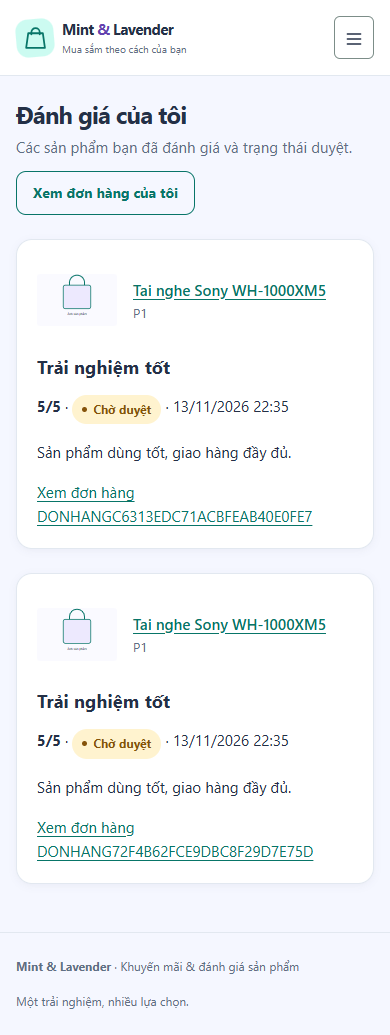 Mint & Lavender
Mua sắm theo cách của bạn
Đánh giá của tôi
Các sản phẩm bạn đã đánh giá và trạng thái duyệt.
Xem đơn hàng của tôi
Tai nghe Sony WH-1000XM5
P1
Trải nghiệm tốt
5/5 · Chờ duyệt · 13/11/2026 22:35
Sản phẩm dùng tốt, giao hàng đầy đủ.
Xem đơn hàng
DONHANGC6313EDC71ACBFEAB40E0FE7
Tai nghe Sony WH-1000XM5
P1
Trải nghiệm tốt
5/5 · Chờ duyệt · 13/11/2026 22:35
Sản phẩm dùng tốt, giao hàng đầy đủ.
Xem đơn hàng
DONHANG72F4B62FCE9DBC8F29D7E75D
Mint & Lavender · Khuyến mãi & đánh giá sản phẩm
Một trải nghiệm, nhiều lựa chọn.